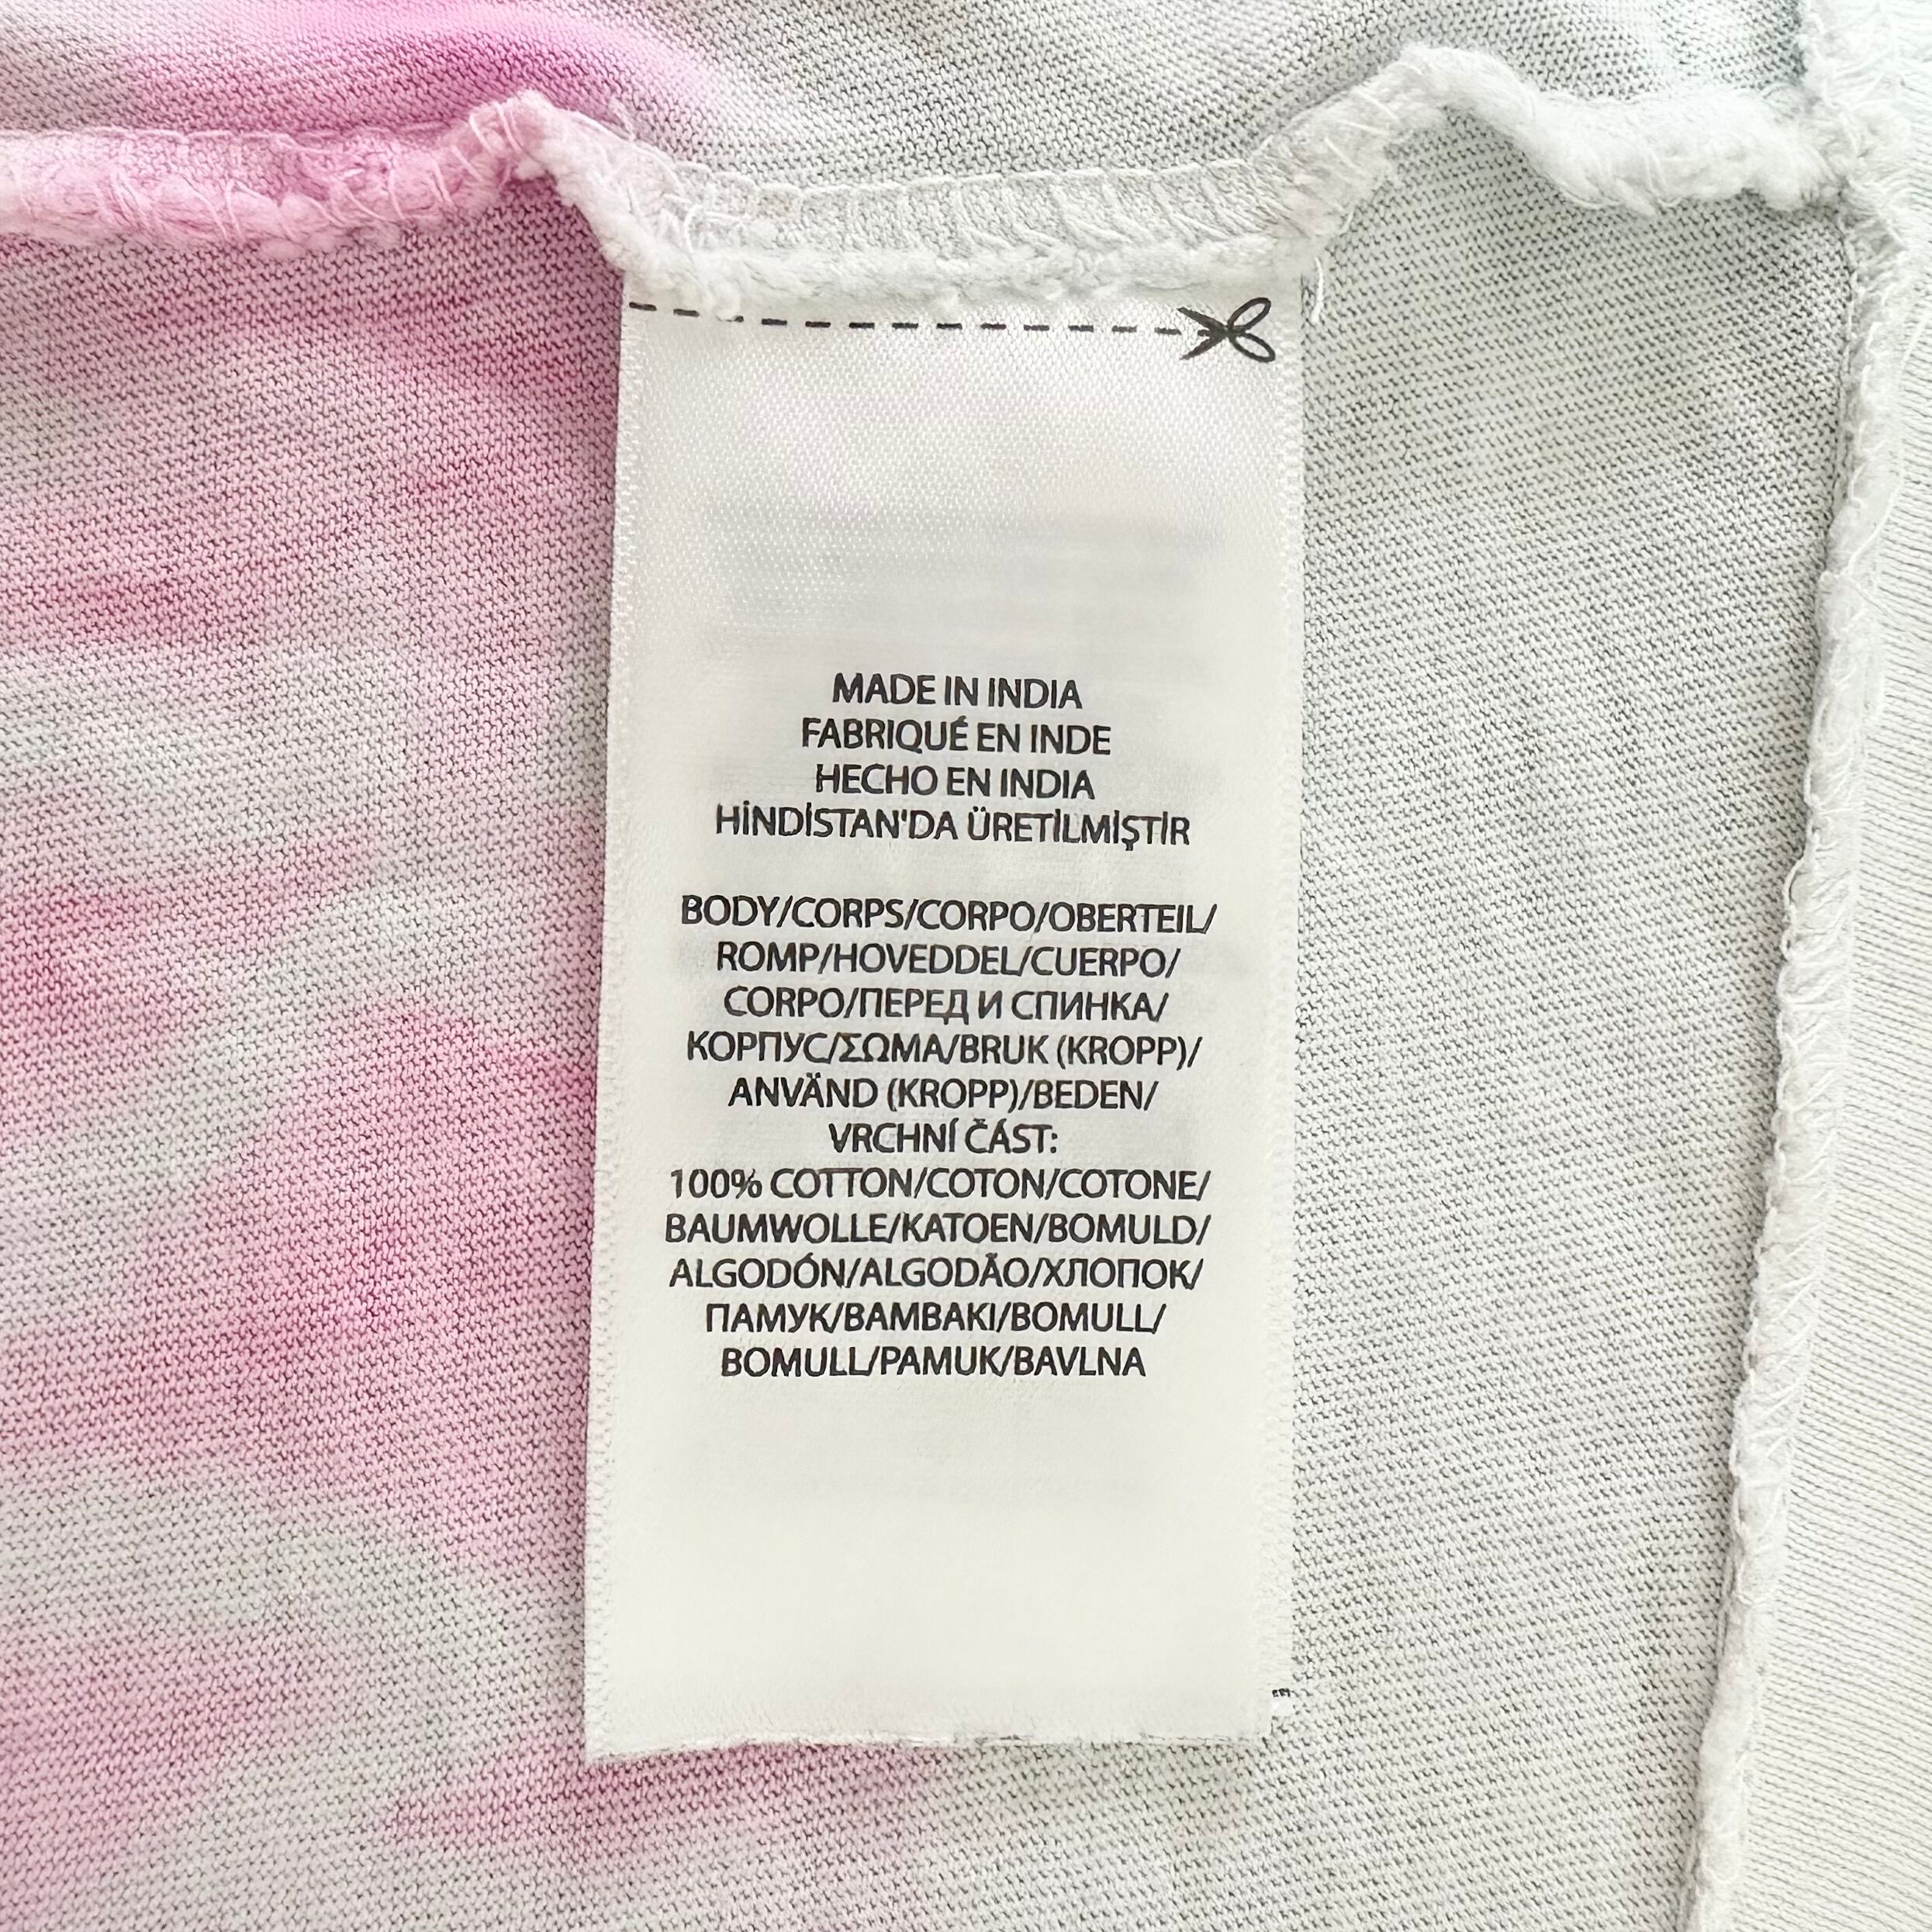 MADE IN INDIA
FABRIQUÉ EN INDE
HECHO EN INDIA
HİNDİSTAN'DA ÜRETİLMİŞTİR
BODY/CORPS/CORPO/OBERTEIL/
ROMP/HOVEDDEL/CUERPO/
CORPO/ПЕРЕД И СПИНКА/
КОРПУС/ΣΩΜΑ/BRUK (KROPP)/
ANVÄND (KROPP)/BEDEN/
VRCHNÍ ČÁST:
100% COTTON/COTON/COTONE/
BAUMWOLLE/KATOEN/BOMULD/
ALGODÓN/ALGODÃO/ХЛОПОК/
ПАМУК/ΒΑΜΒΑΚΙ/BOMULL/
BOMULL/PAMUK/BAVLNA